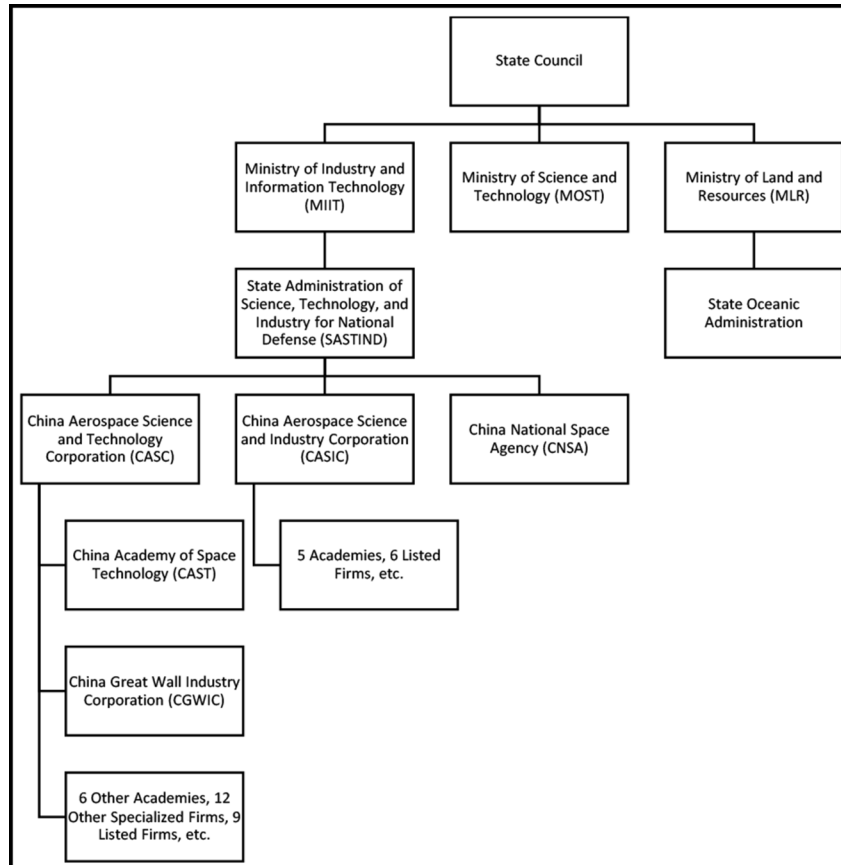 State Council
Ministry of Industry and
Information Technology
(MIIT)
Ministry of Science and
Technology (MOST)
Ministry of Land and
Resources (MLR)
State Administration of
Science, Technology, and
Industry for National
Defense (SASTIND)
State Oceanic
Administration
China Aerospace Science
and Technology
Corporation (CASC)
China Aerospace Science
and Industry Corporation
(CASIC)
China National Space
Agency (CNSA)
China Academy of Space
Technology (CAST)
5 Academies, 6 Listed
Firms, etc.
China Great Wall Industry
Corporation (CGWIC)
6 Other Academies, 12
Other Specialized Firms, 9
Listed Firms, etc.